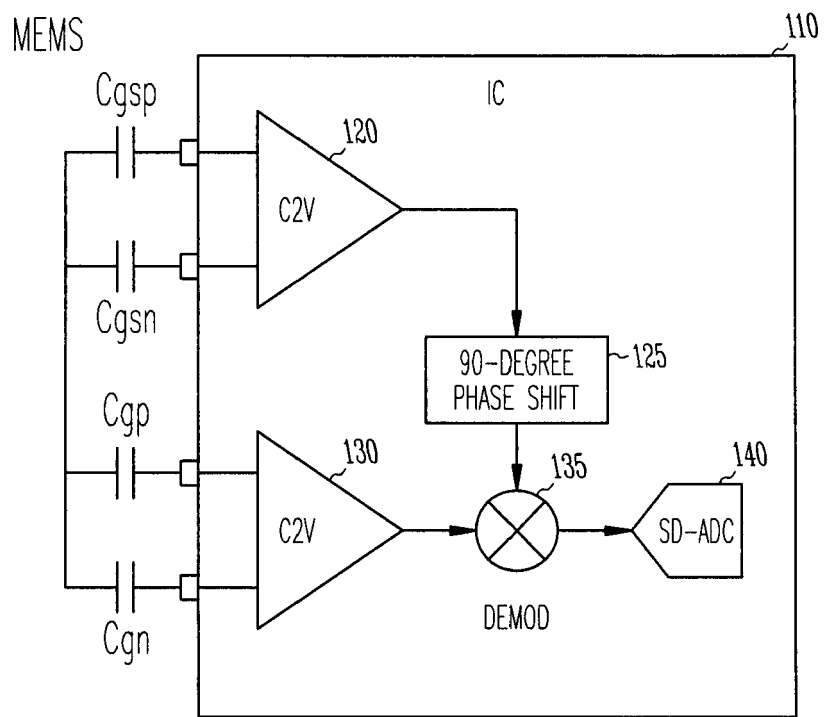 MEMS
110
Cgsp
IC
120
C2V
Cgsn
90-DEGREE
PHASE SHIFT
125
Cgp
130
135
140
C2V
SD-ADC
DEMOD
Cgn